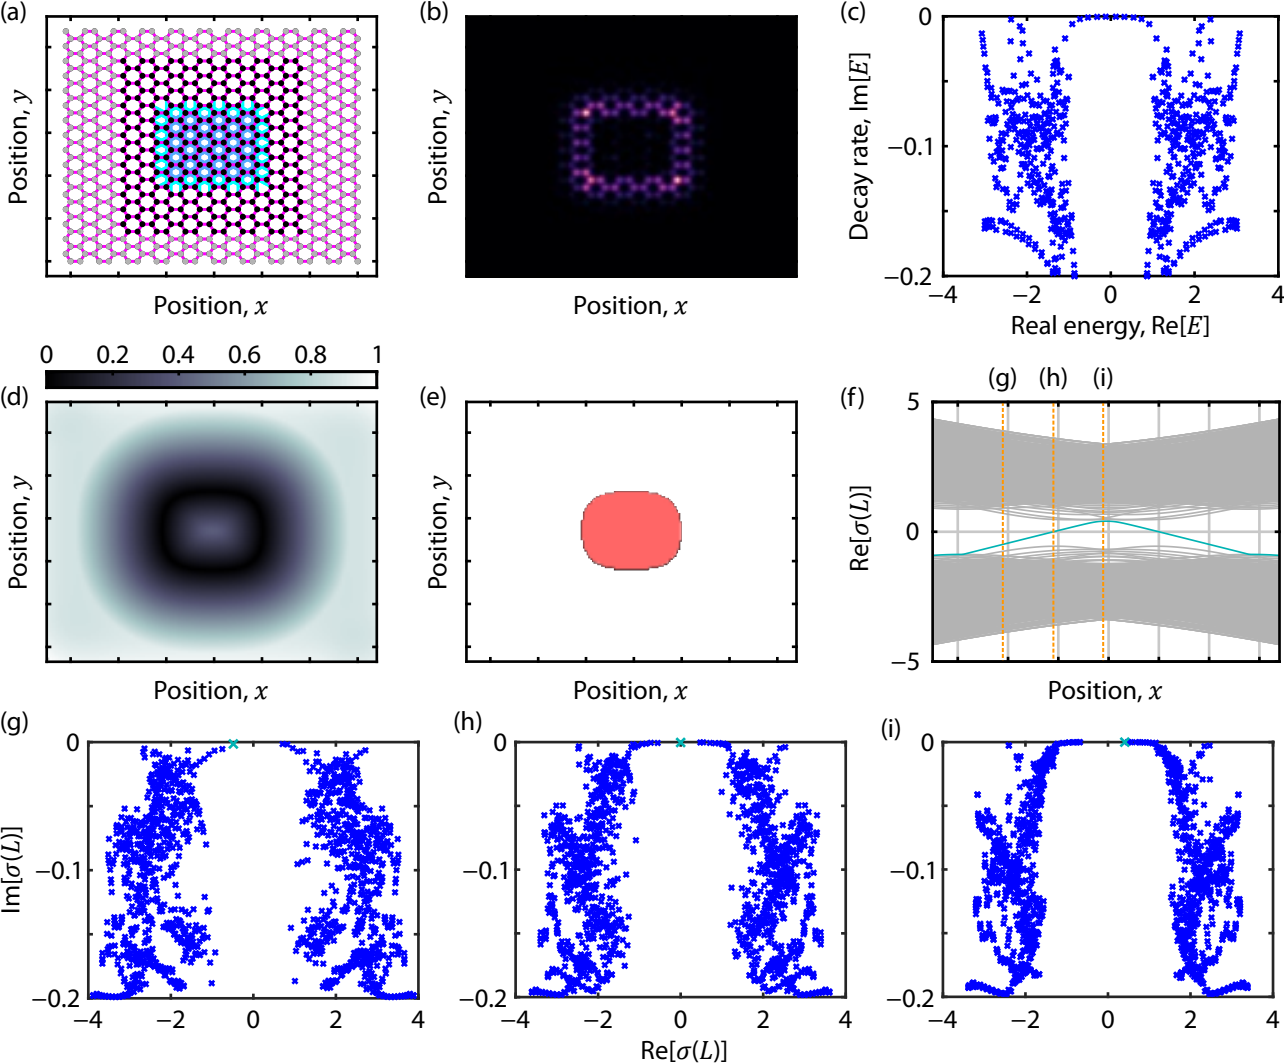 (a)
Position, y
Position, x
(b)
Position, x
(c)
Decay rate, Im[E]
0
−0.1
−0.2
−4 −2 0 2 4
Real energy, Re[E]
0 0.2 0.4 0.6 0.8 1
(d)
Position, y
Position, x
(e)
Position, y
Position, x
(g) (h) (i)
(f)
Re[σ(L)]
5
0
−5
Position, x
(g)
Im[σ(L)]
0
−0.1
−0.2
−4 −2 0 2 4
(h)
0
−0.1
−0.2
−4 −2 0 2 4
Re[σ(L)]
(i)
0
−0.1
−0.2
−4 −2 0 2 4